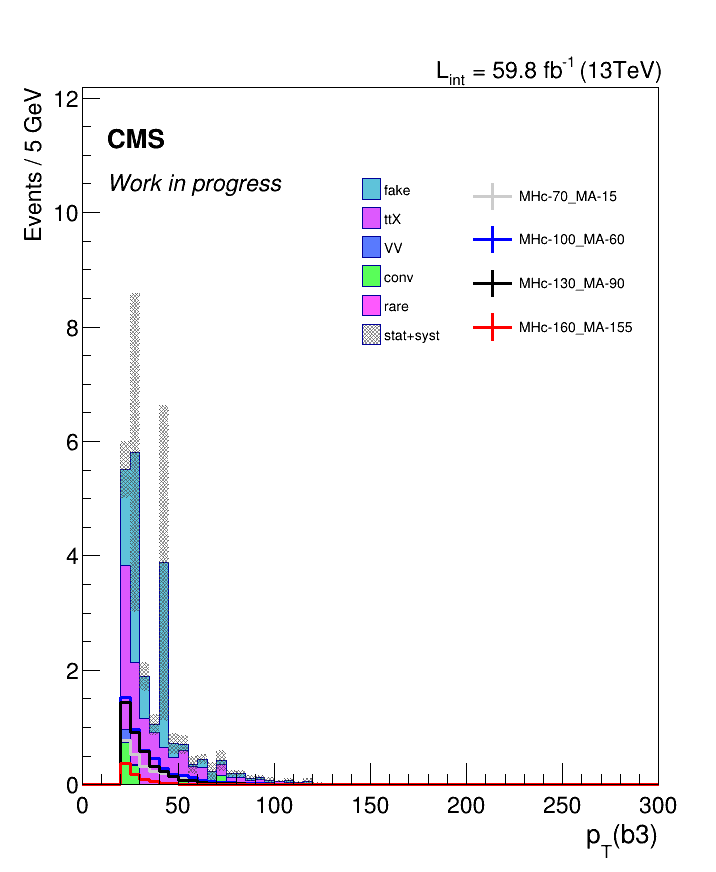 L_int = 59.8 fb^-1 (13TeV)
Events / 5 GeV
CMS
Work in progress
fake
ttX
VV
conv
rare
stat+syst
MHc-70_MA-15
MHc-100_MA-60
MHc-130_MA-90
MHc-160_MA-155
12
10
8
6
4
2
0
0 50 100 150 200 250 300
p_T(b3)